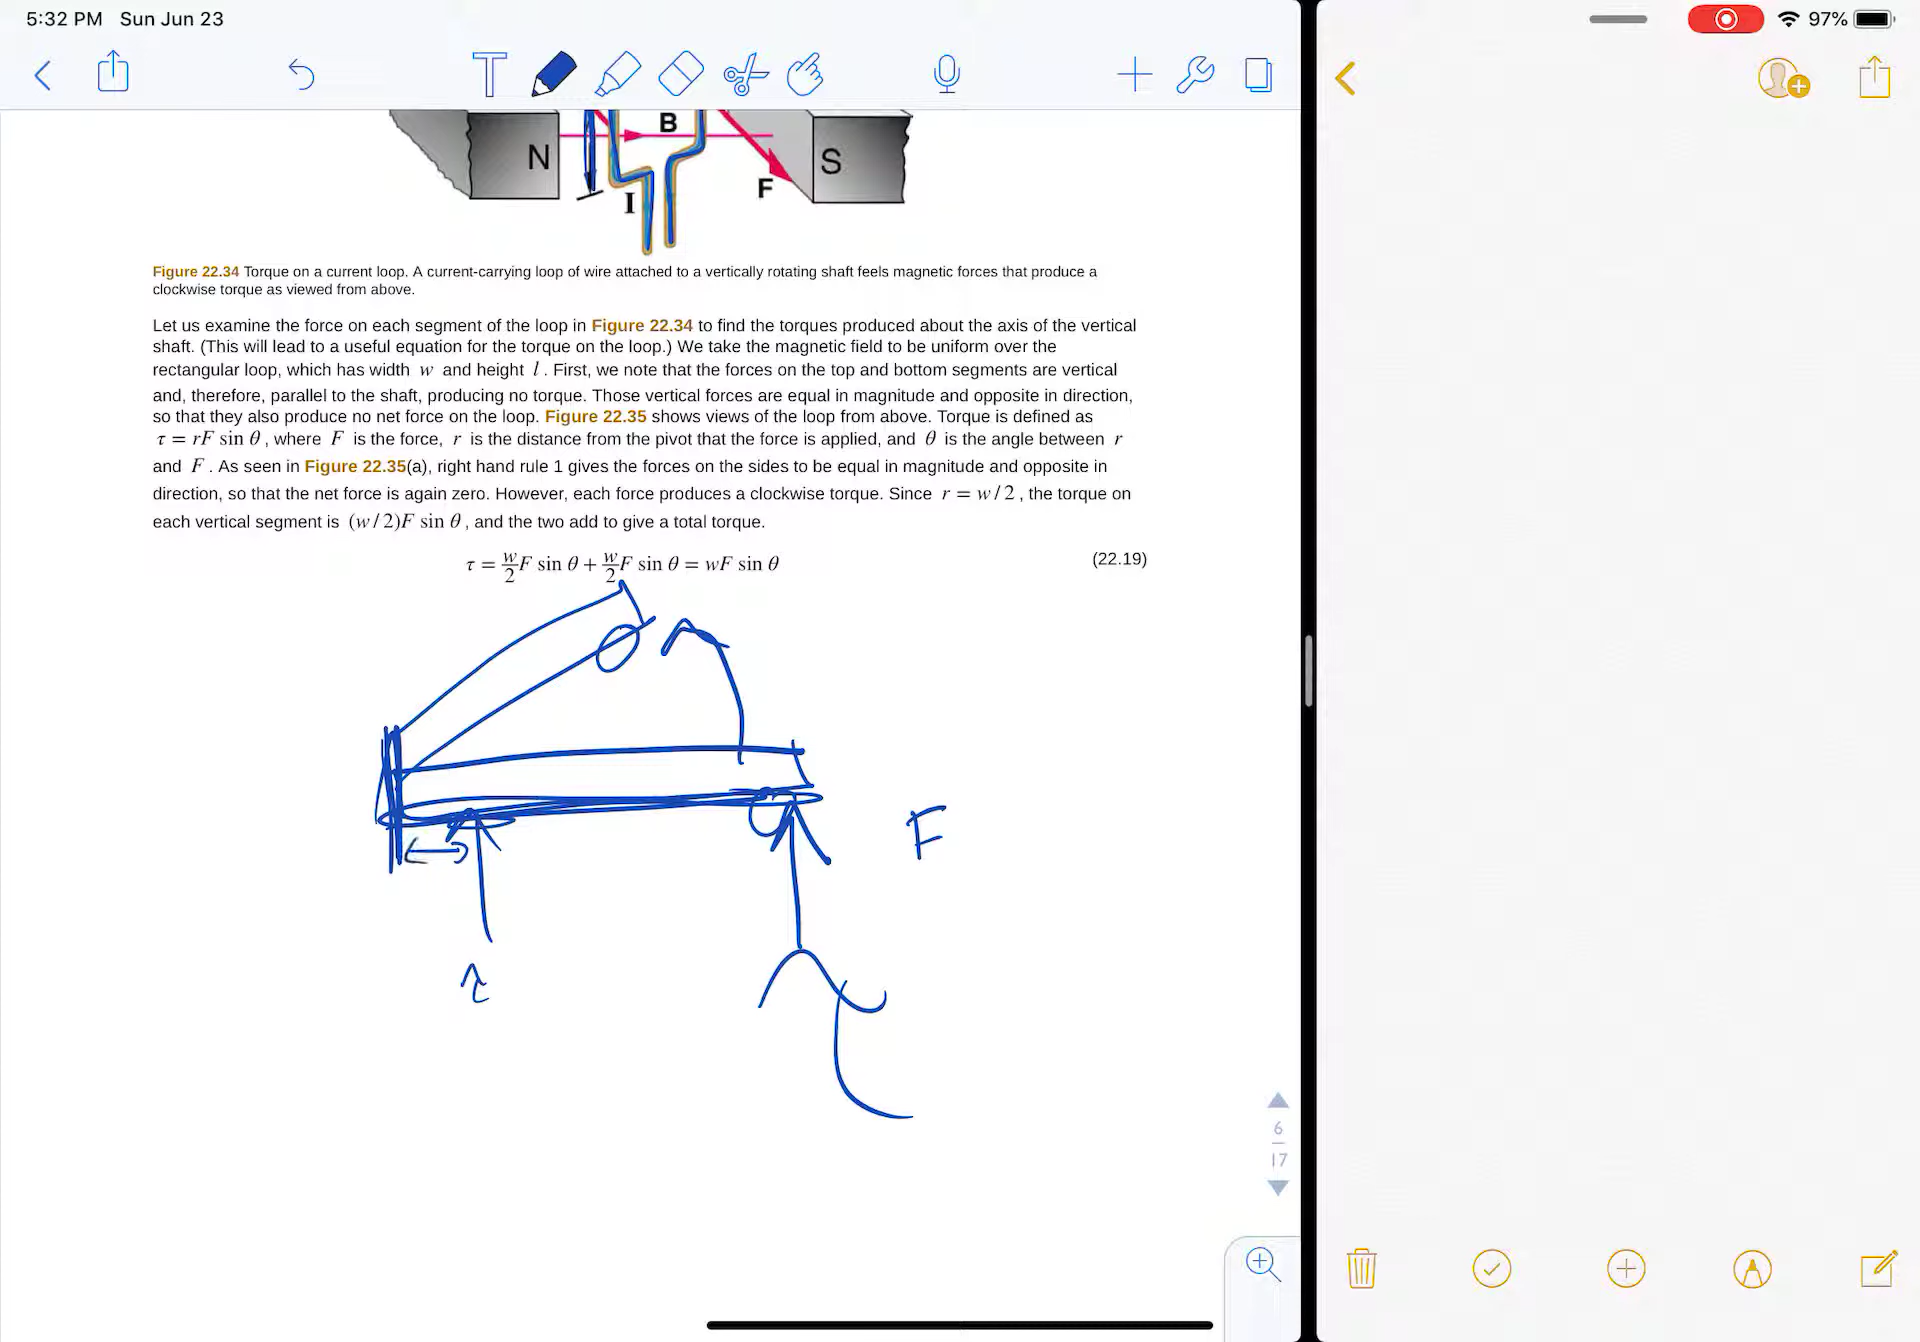 5:32 PM Sun Jun 23
97%
T
B
N
S
I
F
Figure 22.34 Torque on a current loop. A current-carrying loop of wire attached to a vertically rotating shaft feels magnetic forces that produce a
clockwise torque as viewed from above.
Let us examine the force on each segment of the loop in Figure 22.34 to find the torques produced about the axis of the vertical
shaft. (This will lead to a useful equation for the torque on the loop.) We take the magnetic field to be uniform over the
rectangular loop, which has width w and height l. First, we note that the forces on the top and bottom segments are vertical
and, therefore, parallel to the shaft, producing no torque. Those vertical forces are equal in magnitude and opposite in direction,
so that they also produce no net force on the loop. Figure 22.35 shows views of the loop from above. Torque is defined as
τ = rF sin θ, where F is the force, r is the distance from the pivot that the force is applied, and θ is the angle between r
and F. As seen in Figure 22.35(a), right hand rule 1 gives the forces on the sides to be equal in magnitude and opposite in
direction, so that the net force is again zero. However, each force produces a clockwise torque. Since r = w/2, the torque on
each vertical segment is (w/2)F sin θ, and the two add to give a total torque.
τ = w/2 F sin θ + w/2 F sin θ = wF sin θ (22.19)
F
τ
6
17